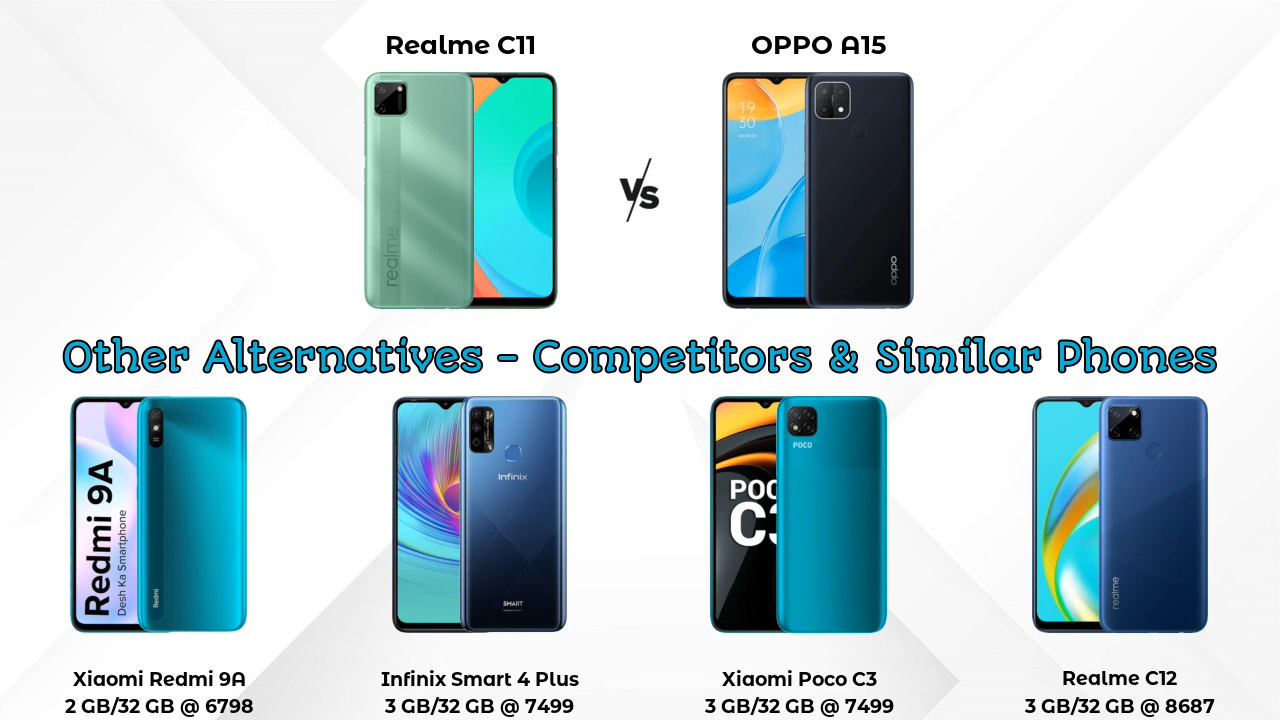 Realme C11
OPPO A15
realme
19
30
oppo
VS
Other Alternatives - Competitors & Similar Phones
Redmi 9A
Desh Ka Smartphone
Redmi
Infinix
SMART
POCO
POC
C3
realme
Xiaomi Redmi 9A
2 GB/32 GB @ 6798
Infinix Smart 4 Plus
3 GB/32 GB @ 7499
Xiaomi Poco C3
3 GB/32 GB @ 7499
Realme C12
3 GB/32 GB @ 8687